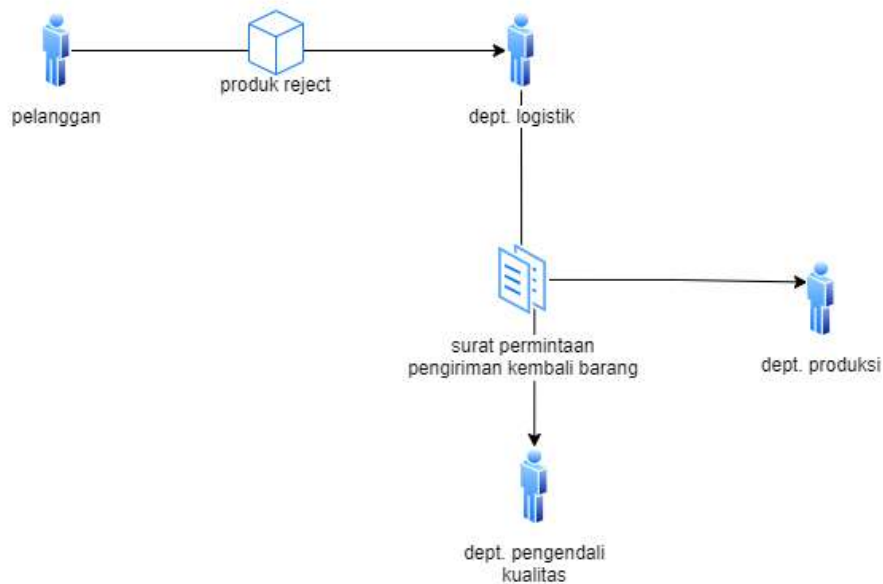 produk reject
pelanggan
dept. logistik
surat permintaan
pengiriman kembali barang
dept. produksi
dept. pengendali
kualitas